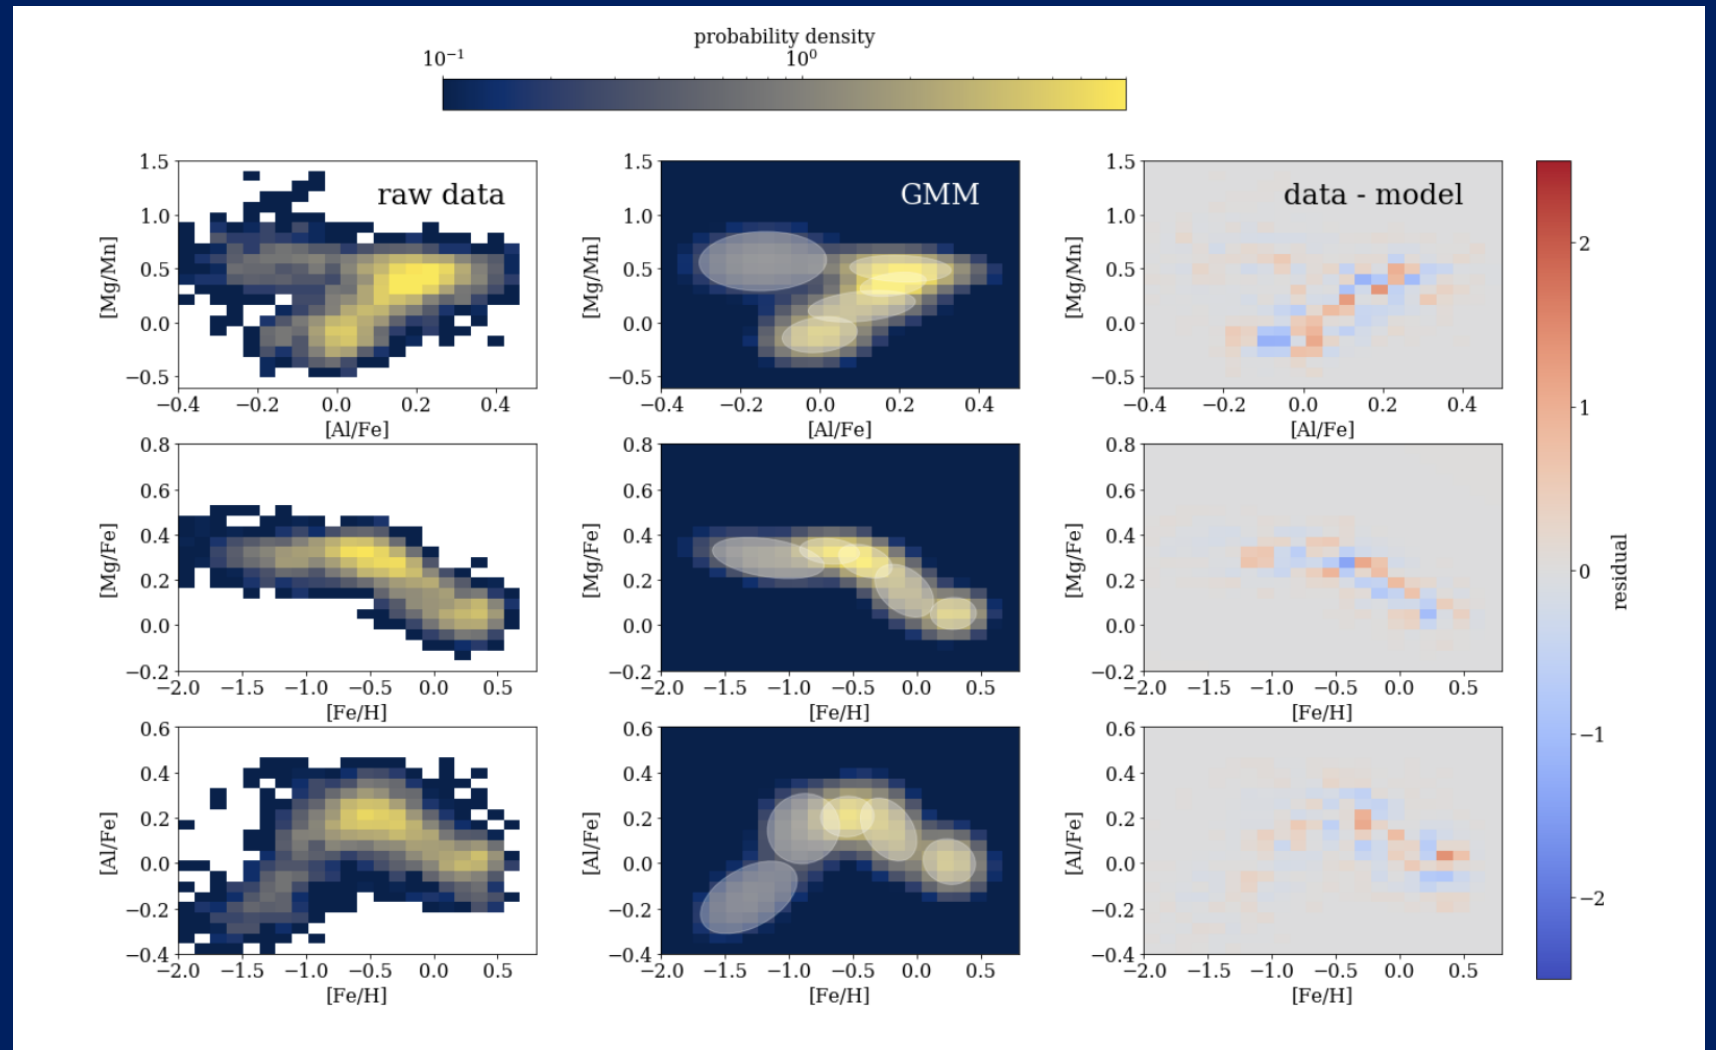 probability density
10⁻¹ 10⁰
1.5 1.0 0.5 0.0 −0.5
[Mg/Mn]
raw data
−0.4 −0.2 0.0 0.2 0.4
[Al/Fe]
1.5 1.0 0.5 0.0 −0.5
[Mg/Mn]
GMM
−0.4 −0.2 0.0 0.2 0.4
[Al/Fe]
1.5 1.0 0.5 0.0 −0.5
[Mg/Mn]
data - model
−0.4 −0.2 0.0 0.2 0.4
[Al/Fe]
0.8 0.6 0.4 0.2 0.0 −0.2
[Mg/Fe]
−2.0 −1.5 −1.0 −0.5 0.0 0.5
[Fe/H]
0.8 0.6 0.4 0.2 0.0 −0.2
[Mg/Fe]
−2.0 −1.5 −1.0 −0.5 0.0 0.5
[Fe/H]
0.8 0.6 0.4 0.2 0.0 −0.2
[Mg/Fe]
−2.0 −1.5 −1.0 −0.5 0.0 0.5
[Fe/H]
0.6 0.4 0.2 0.0 −0.2 −0.4
[Al/Fe]
−2.0 −1.5 −1.0 −0.5 0.0 0.5
[Fe/H]
0.6 0.4 0.2 0.0 −0.2 −0.4
[Al/Fe]
−2.0 −1.5 −1.0 −0.5 0.0 0.5
[Fe/H]
0.6 0.4 0.2 0.0 −0.2 −0.4
[Al/Fe]
−2.0 −1.5 −1.0 −0.5 0.0 0.5
[Fe/H]
2 1 0 −1 −2
residual